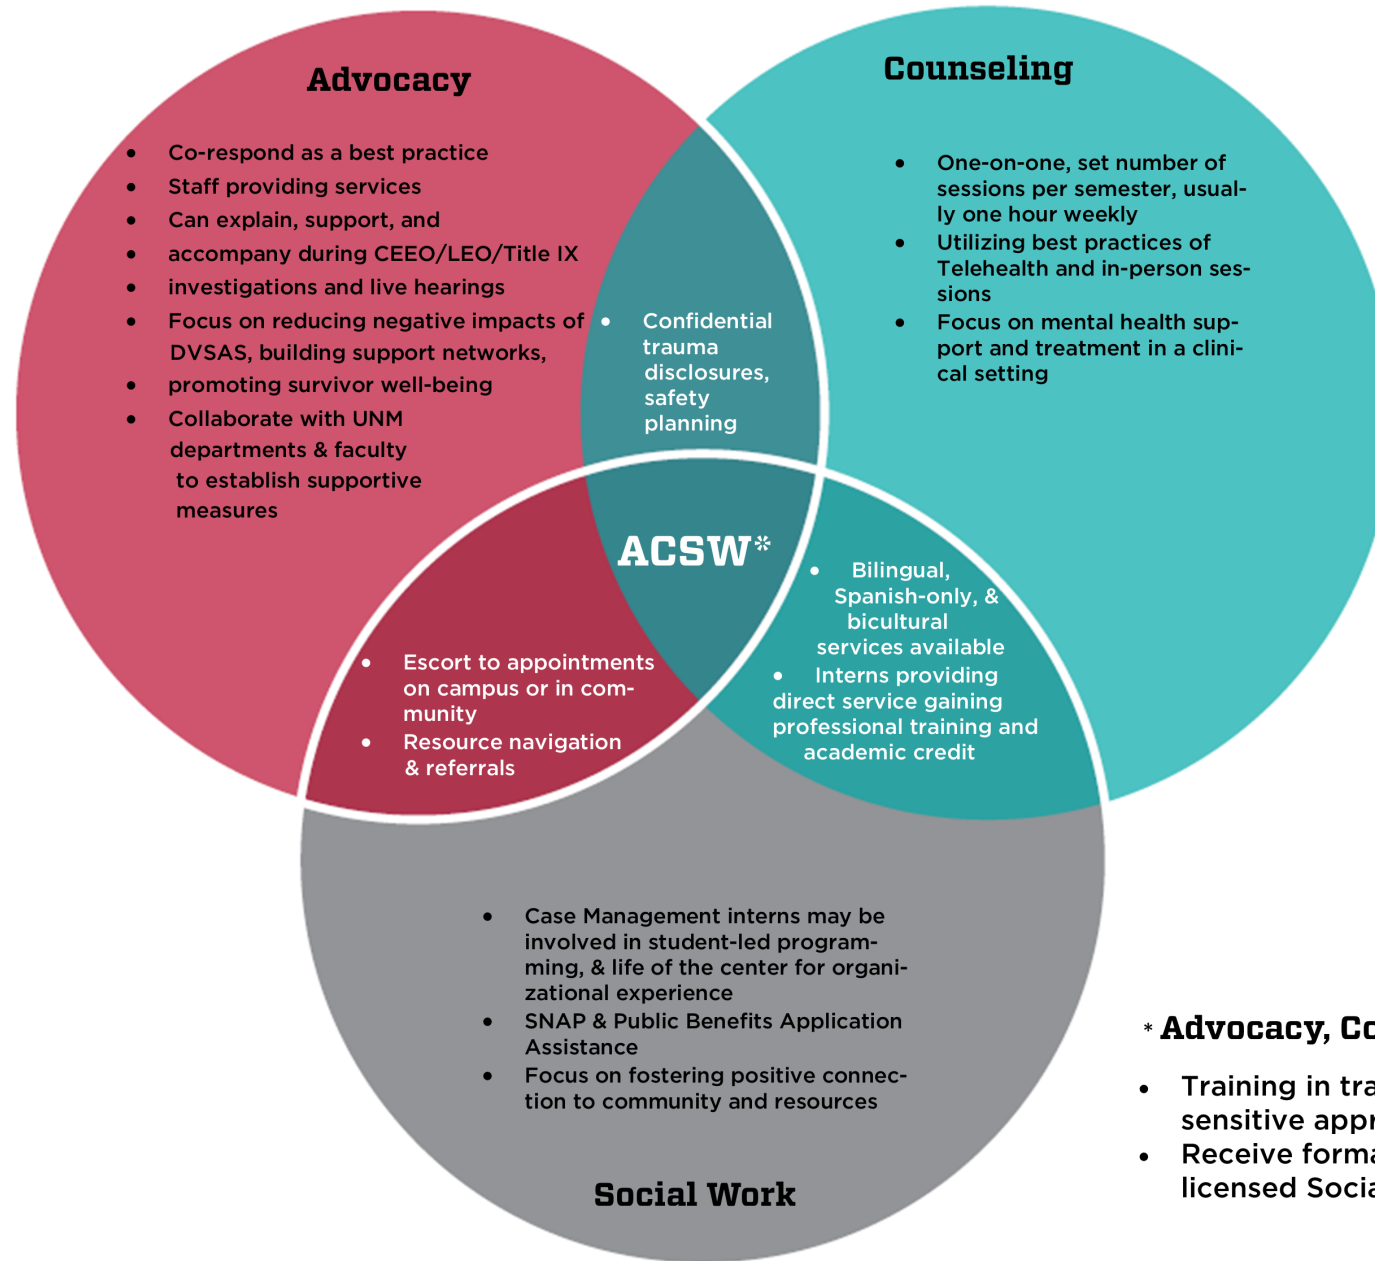 Advocacy
• Co-respond as a best practice
• Staff providing services
• Can explain, support, and
• accompany during CEEO/LEO/Title IX
• investigations and live hearings
• Focus on reducing negative impacts of
DVSAS, building support networks,
• promoting survivor well-being
• Collaborate with UNM
departments & faculty
to establish supportive
measures
Counseling
• One-on-one, set number of
sessions per semester, usual-
ly one hour weekly
• Utilizing best practices of
Telehealth and in-person ses-
sions
• Focus on mental health sup-
port and treatment in a clini-
cal setting
• Confidential
trauma
disclosures,
safety
planning
ACSW*
• Bilingual,
Spanish-only, &
bicultural
services available
• Interns providing
direct service gaining
professional training and
academic credit
• Escort to appointments
on campus or in com-
munity
• Resource navigation
& referrals
• Case Management interns may be
involved in student-led program-
ming, & life of the center for organi-
zational experience
• SNAP & Public Benefits Application
Assistance
• Focus on fostering positive connec-
tion to community and resources
Social Work
* Advocacy, Co
• Training in tra
sensitive appr
• Receive forma
licensed Socia